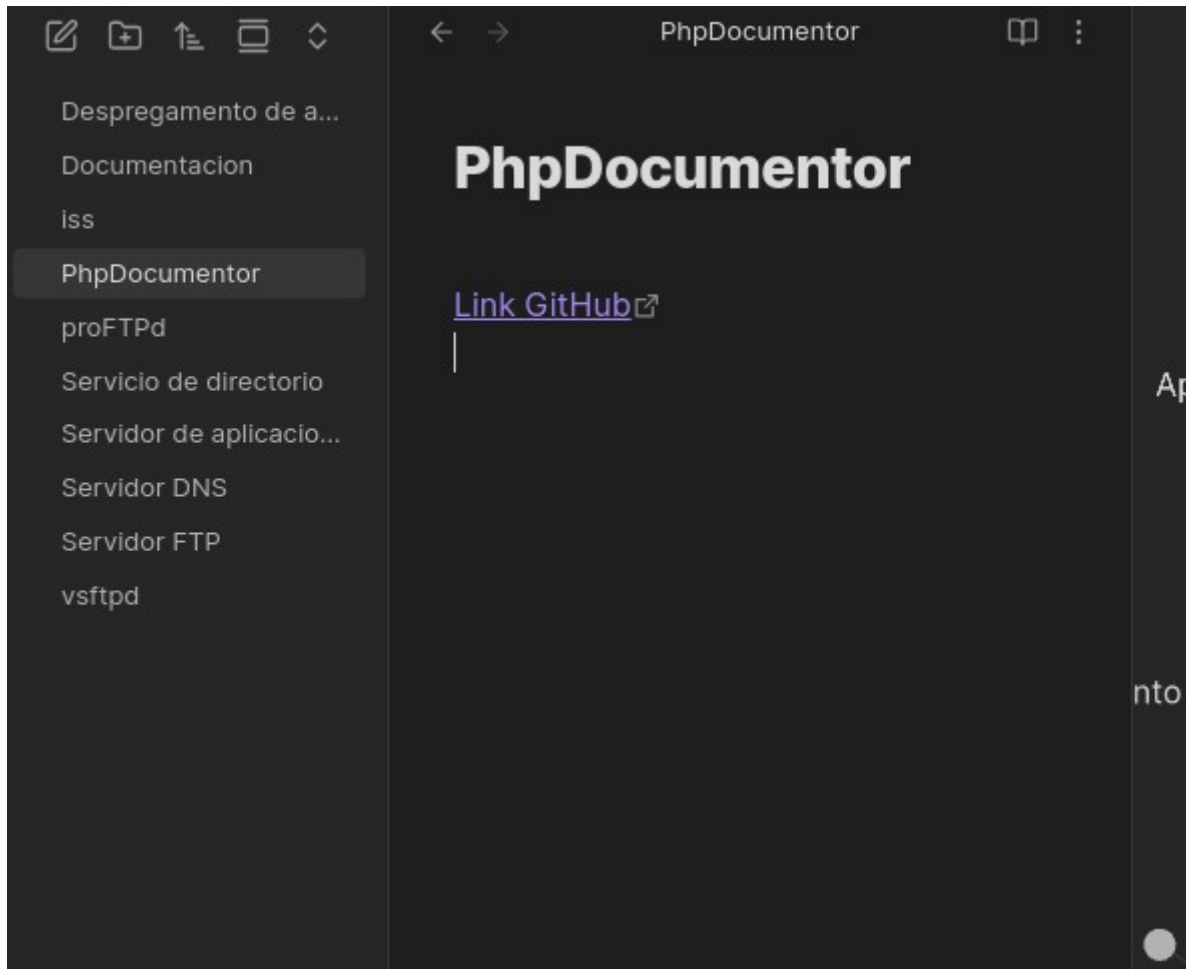 Despregamento de a...
Documentacion
iss
PhpDocumentor
proFTPd
Servicio de directorio
Servidor de aplicacio...
Servidor DNS
Servidor FTP
vsftpd
PhpDocumentor
PhpDocumentor
Link GitHub
Ap
nto